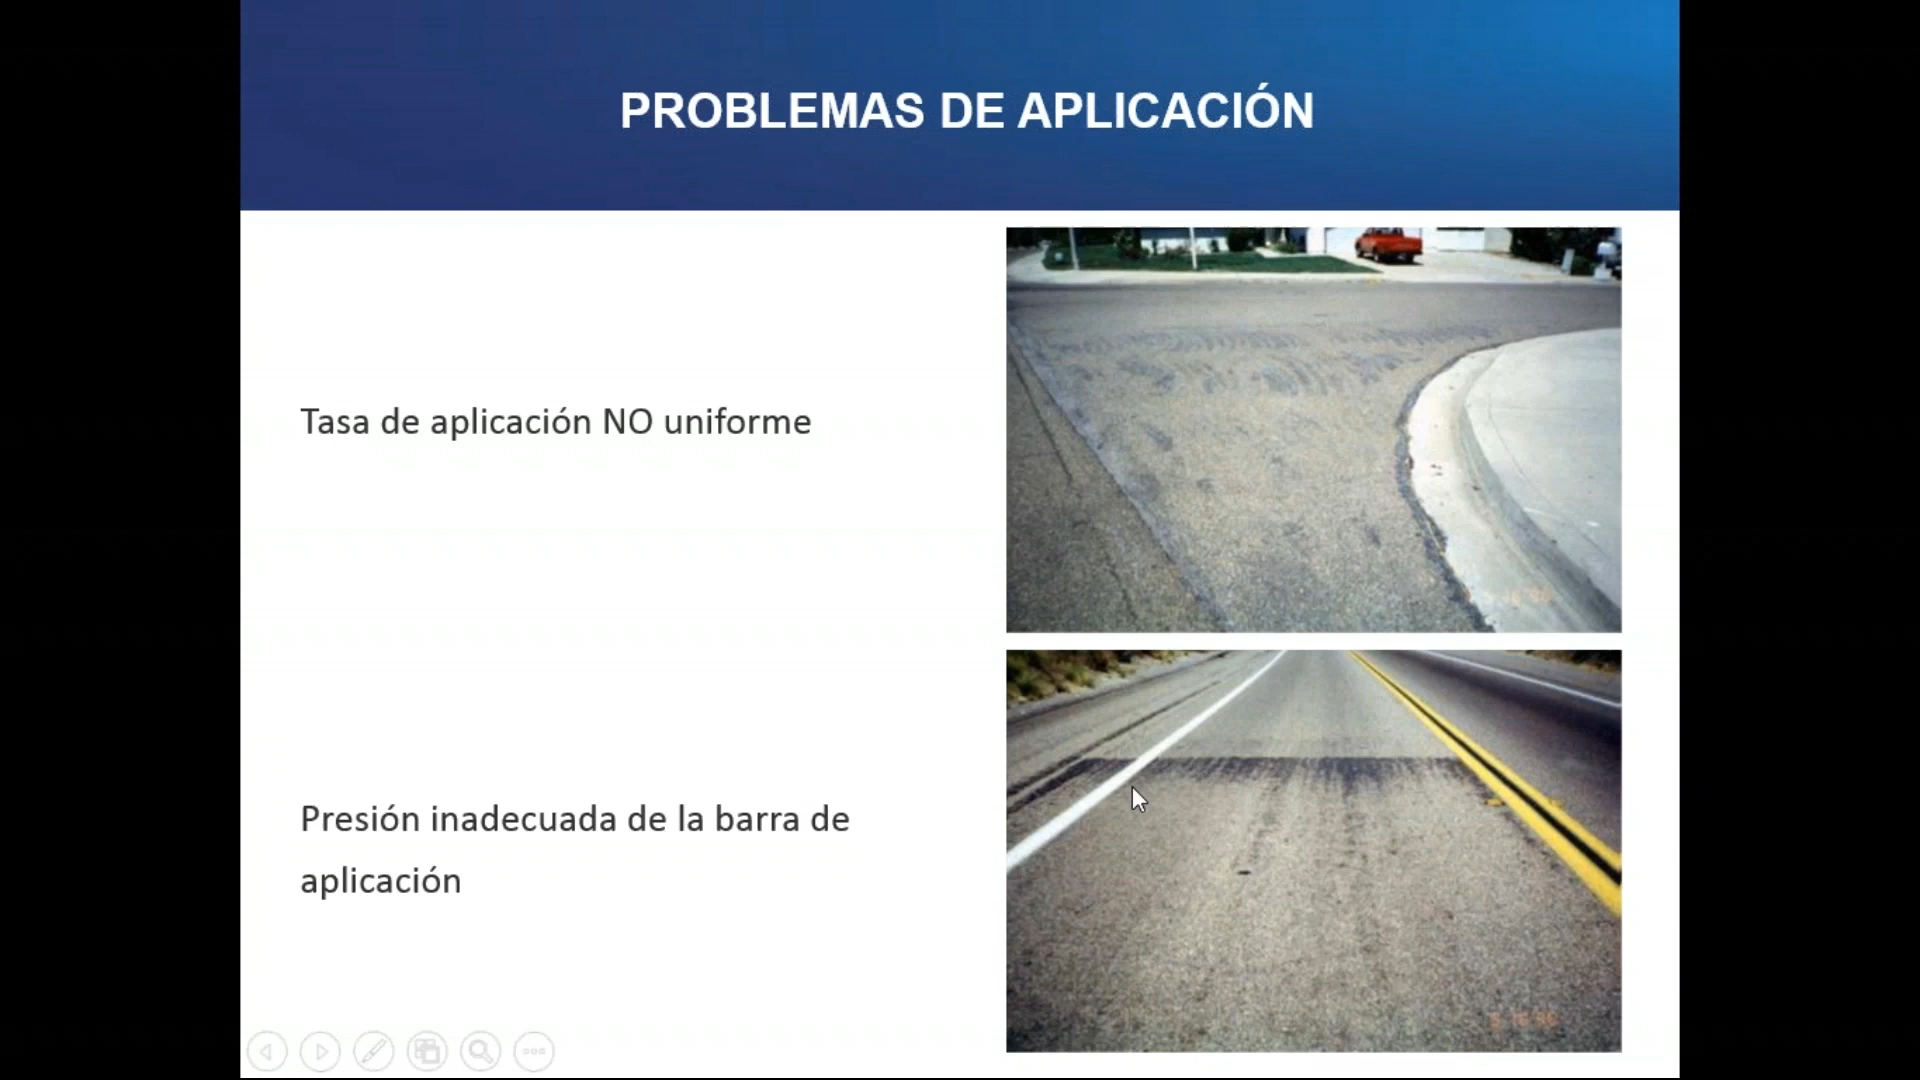 PROBLEMAS DE APLICACIÓN
Tasa de aplicación NO uniforme
Presión inadecuada de la barra de
aplicación